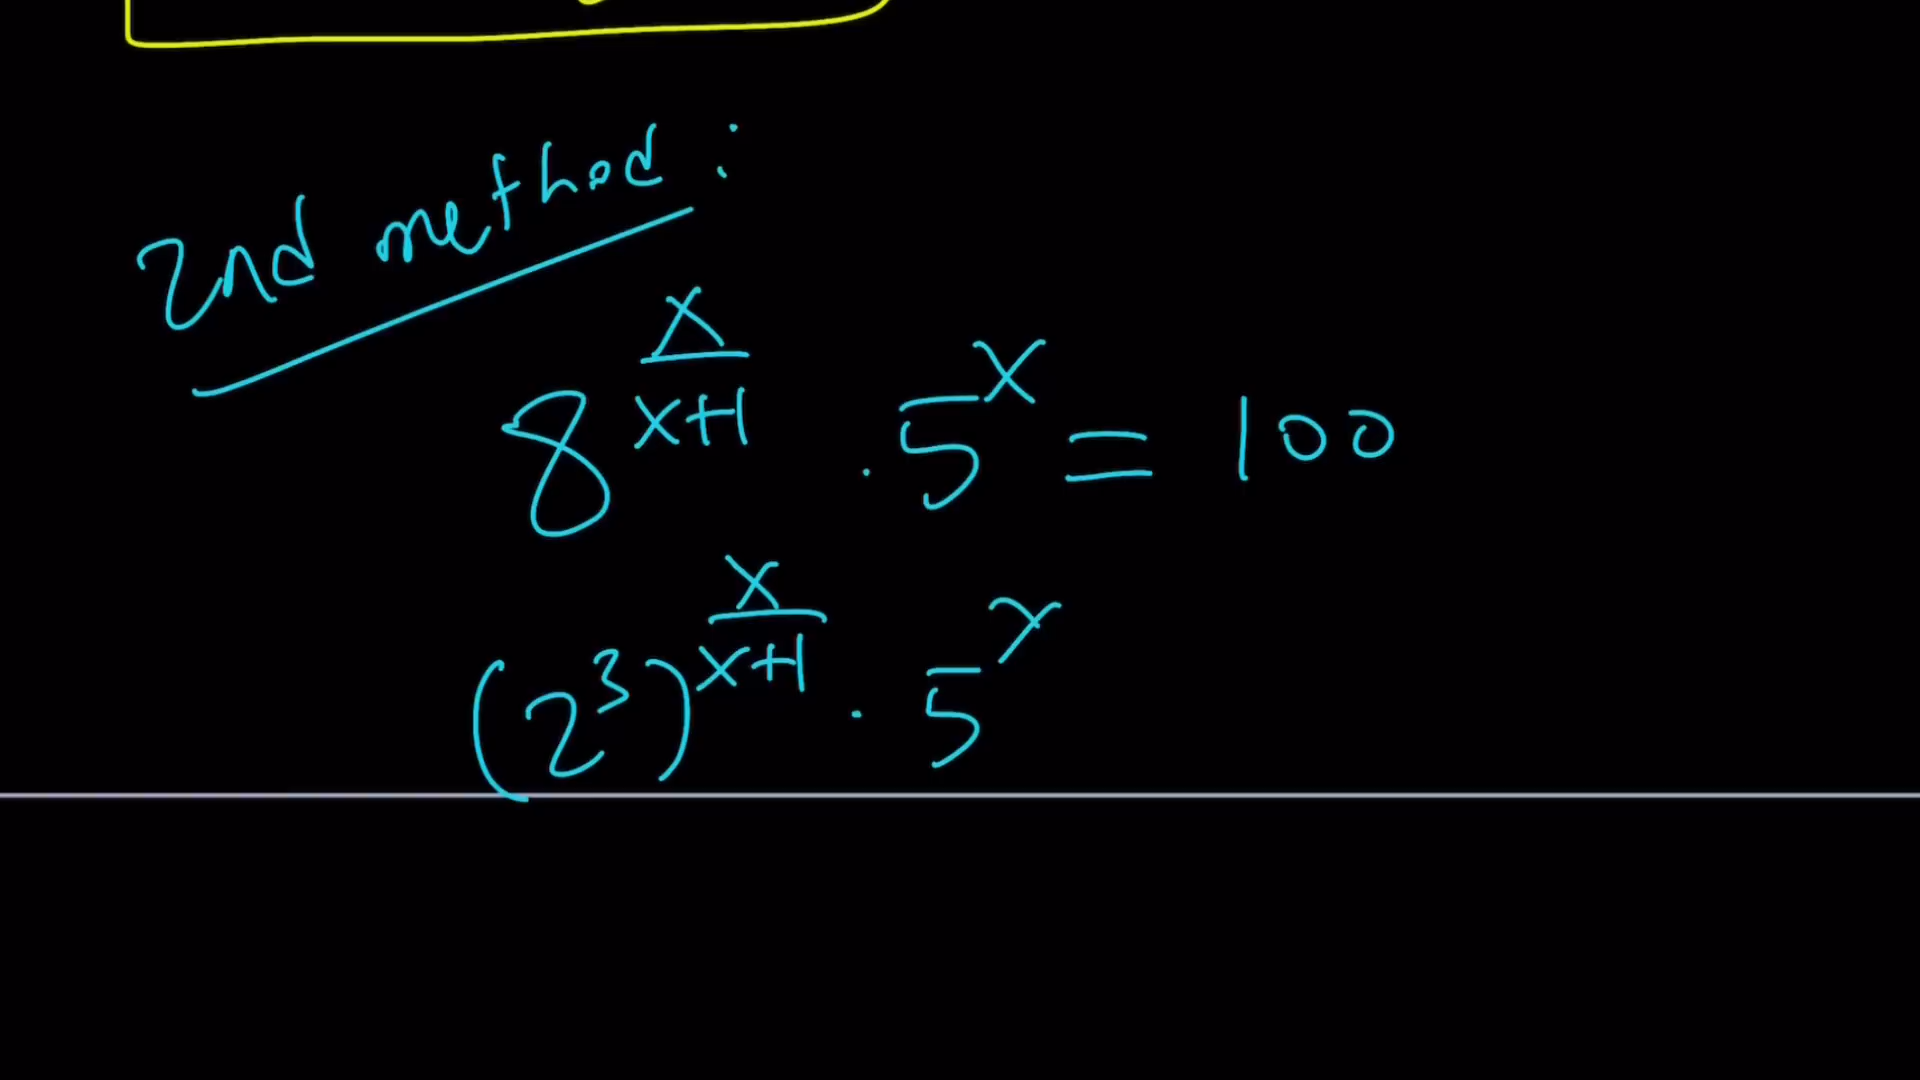 2nd method:
8^(x/(x+1)) . 5^x = 100
(2^3)^(x/(x+1)) . 5^x